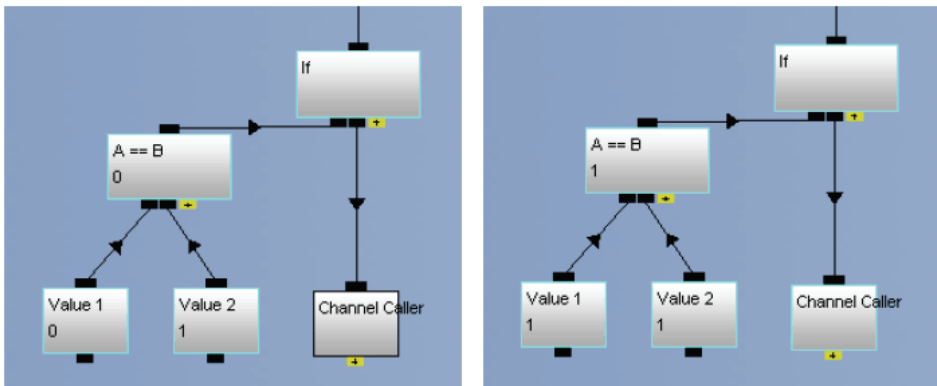 If
A == B
0
Value 1
0
Value 2
1
Channel Caller
If
A == B
1
Value 1
1
Value 2
1
Channel Caller